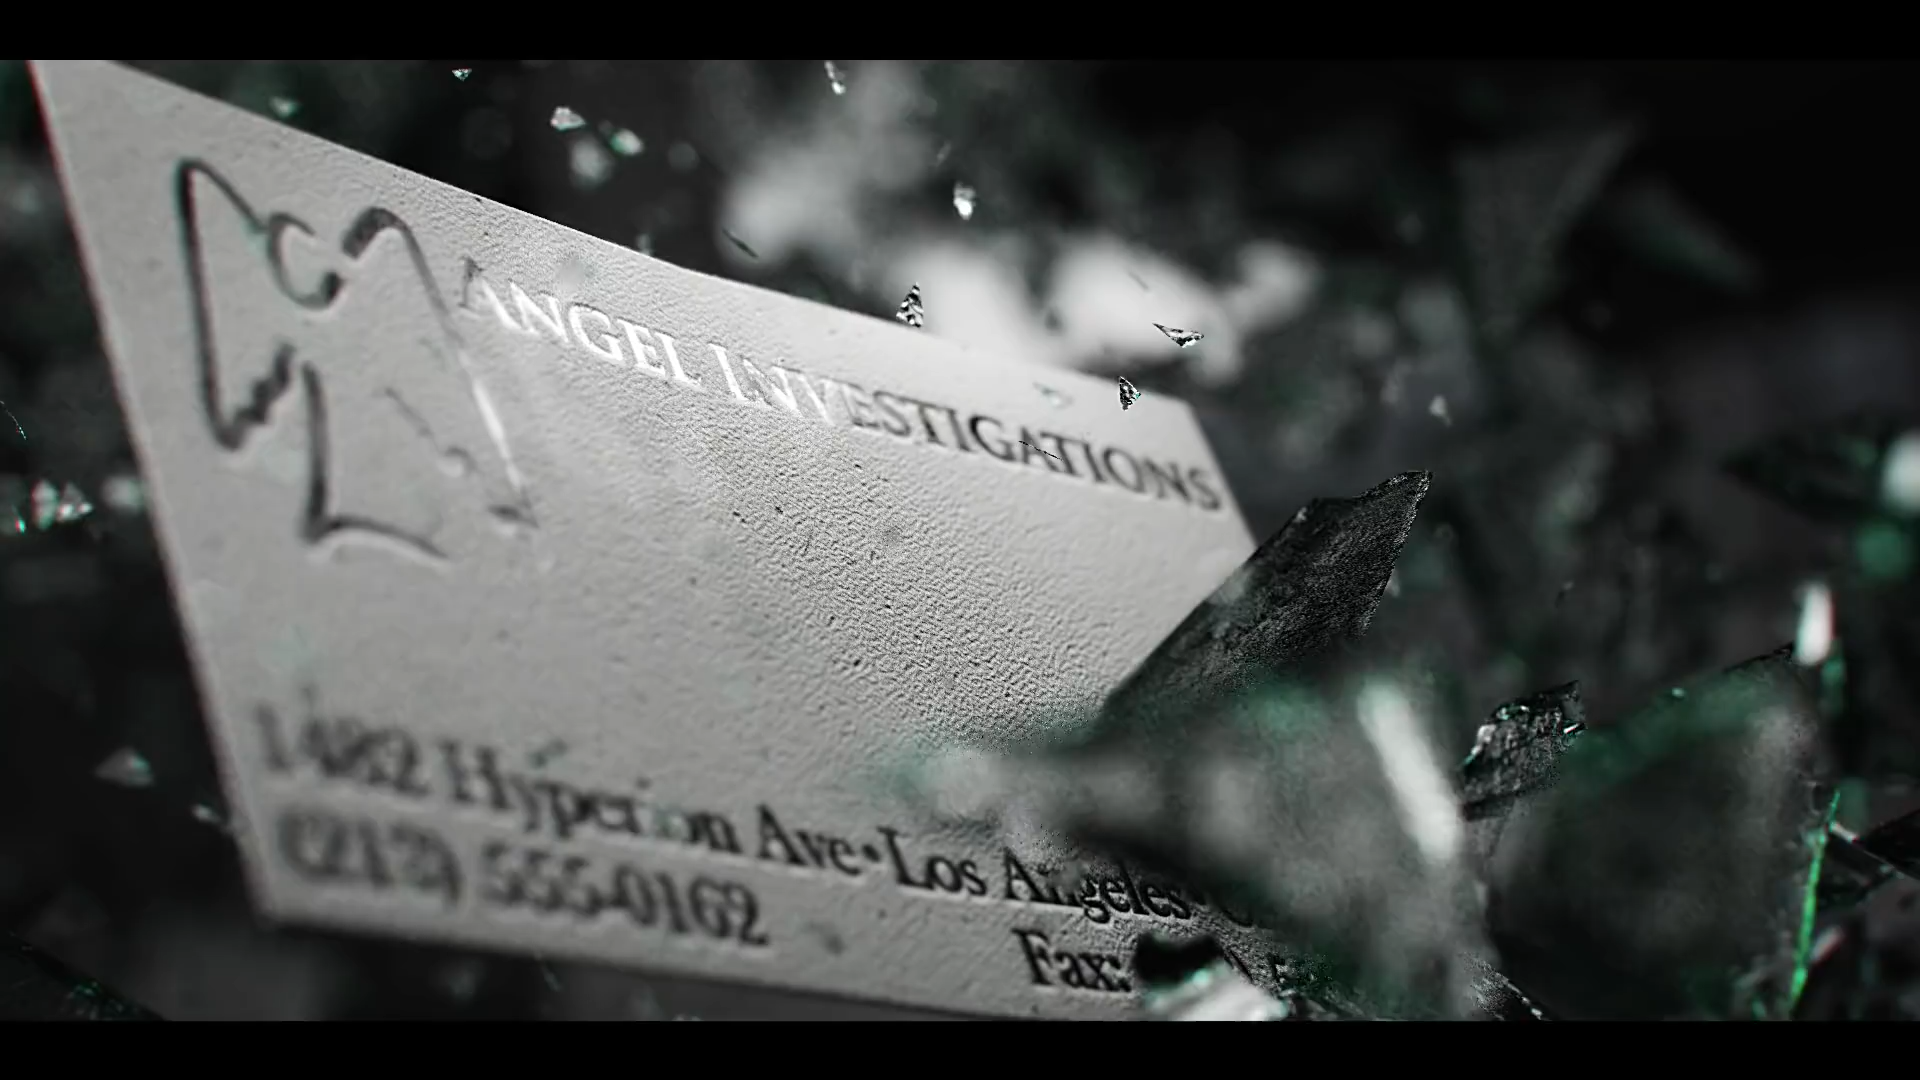 ANGEL INVESTIGATIONS
1482 Hyperion Ave•Los Angeles
(213) 555-0162
Fax: